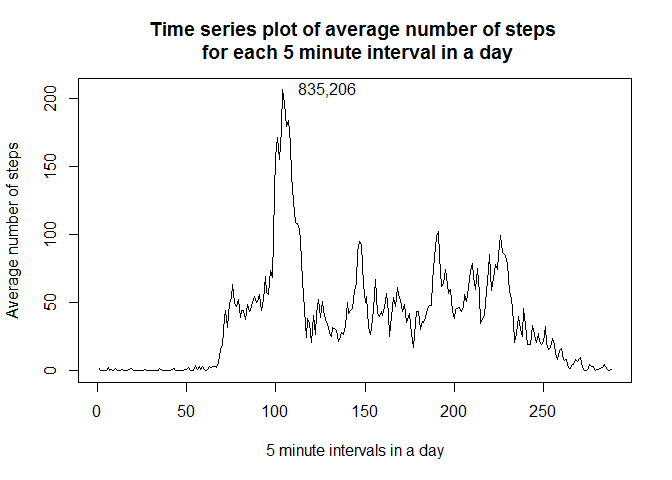 Time series plot of average number of steps
for each 5 minute interval in a day
835,206
Average number of steps
200
150
100
50
0
0 50 100 150 200 250
5 minute intervals in a day